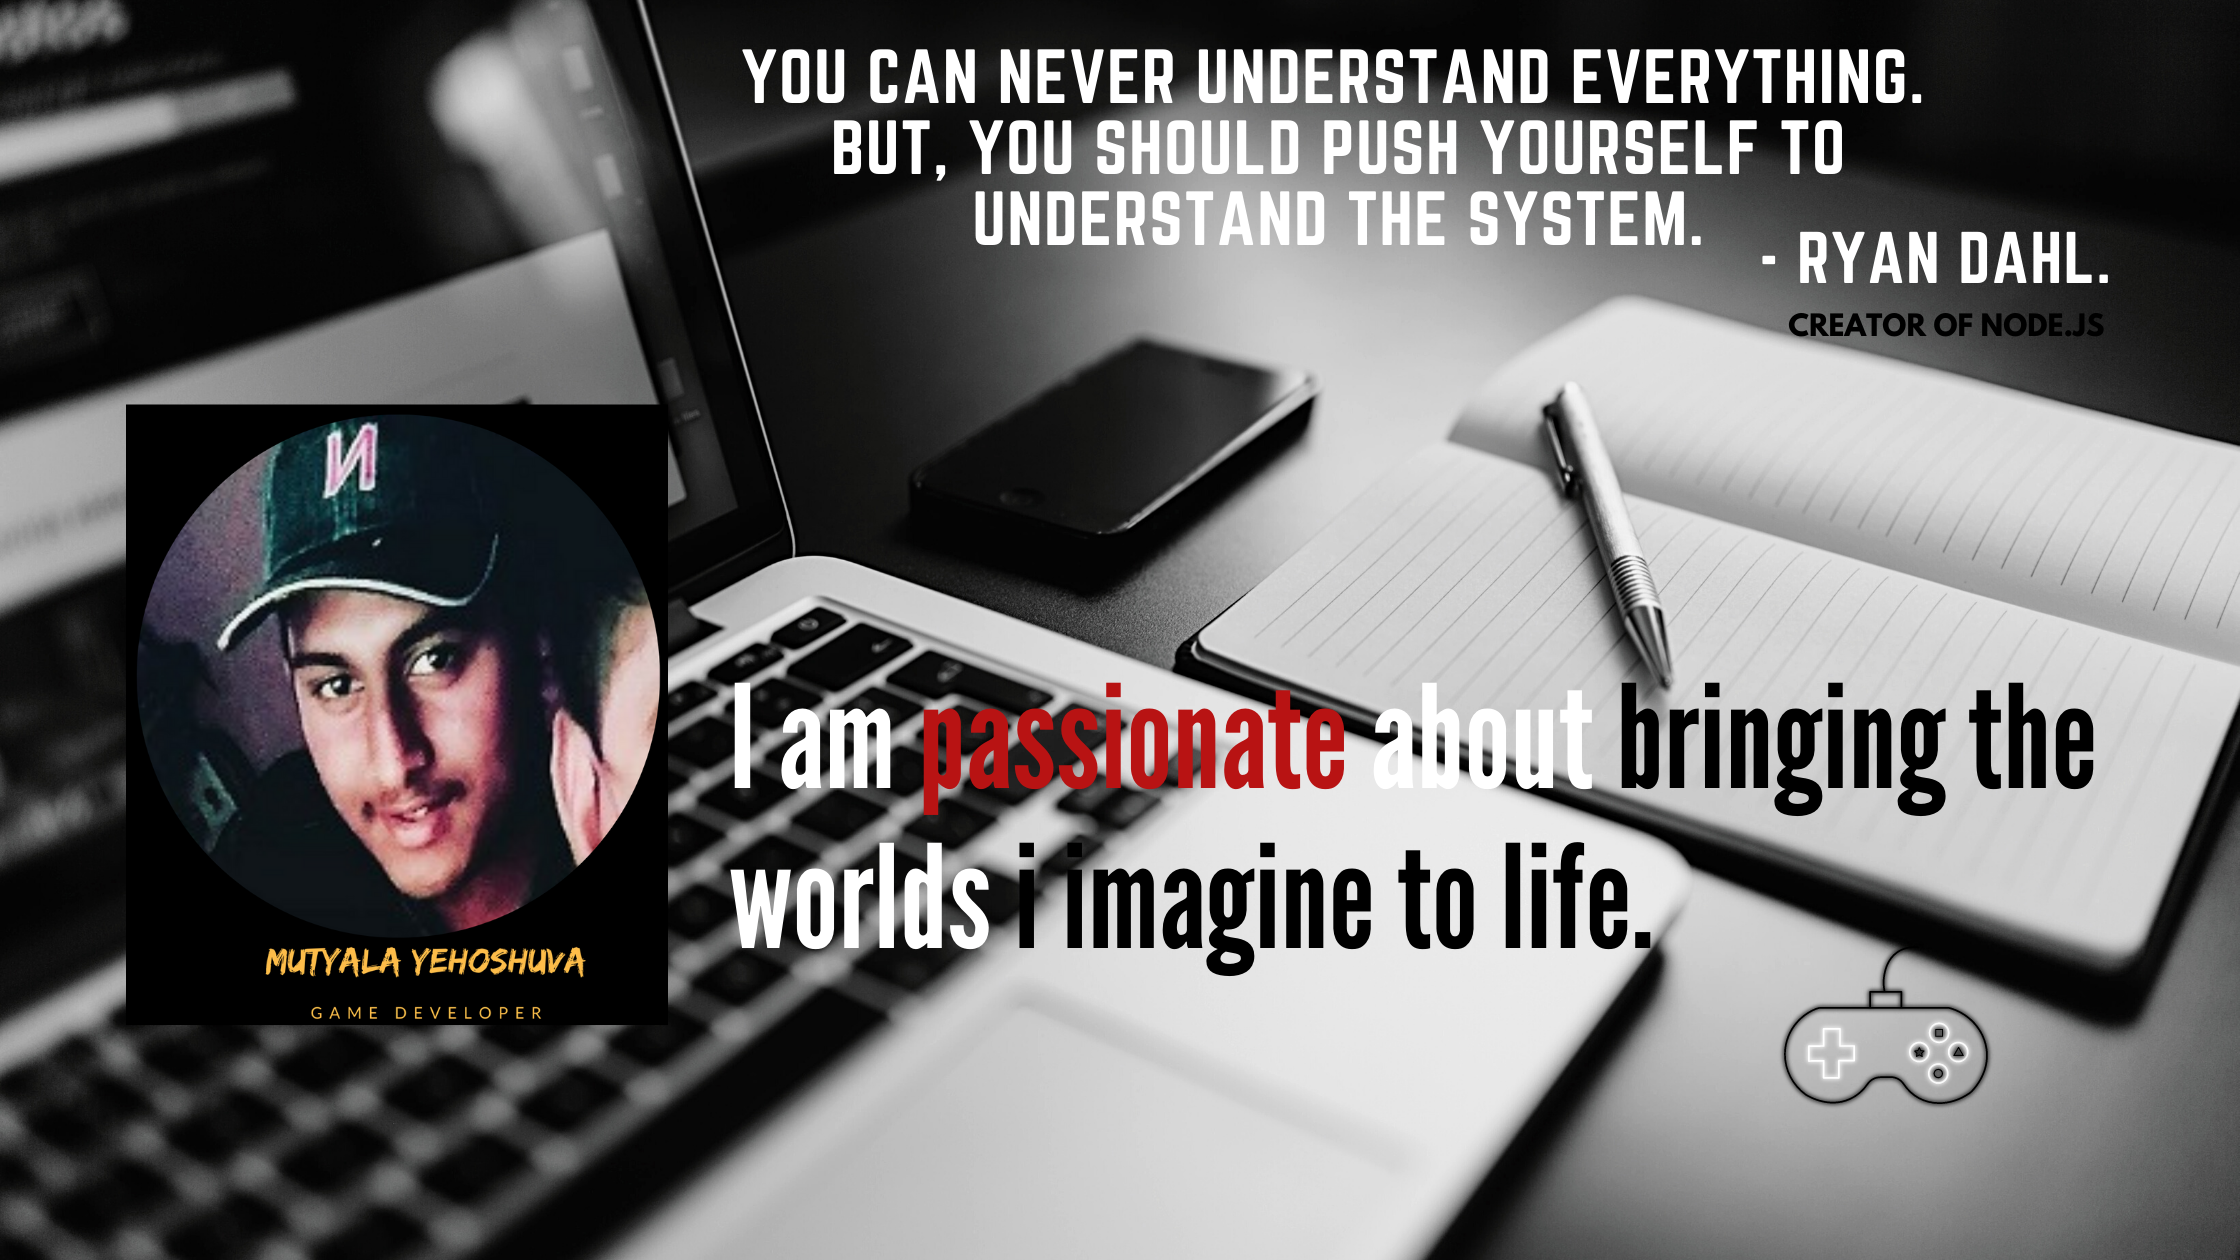 YOU CAN NEVER UNDERSTAND EVERYTHING.
BUT, YOU SHOULD PUSH YOURSELF TO
UNDERSTAND THE SYSTEM.
- RYAN DAHL.
CREATOR OF NODE.JS
I am passionate about bringing the
worlds i imagine to life.
MUTYALA YEHOSHUVA
GAME DEVELOPER